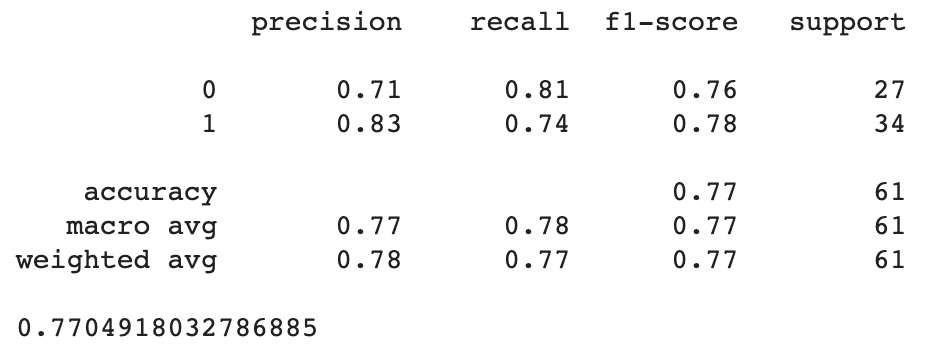 precision recall f1-score support
0 0.71 0.81 0.76 27
1 0.83 0.74 0.78 34
accuracy 0.77 61
macro avg 0.77 0.78 0.77 61
weighted avg 0.78 0.77 0.77 61
0.7704918032786885